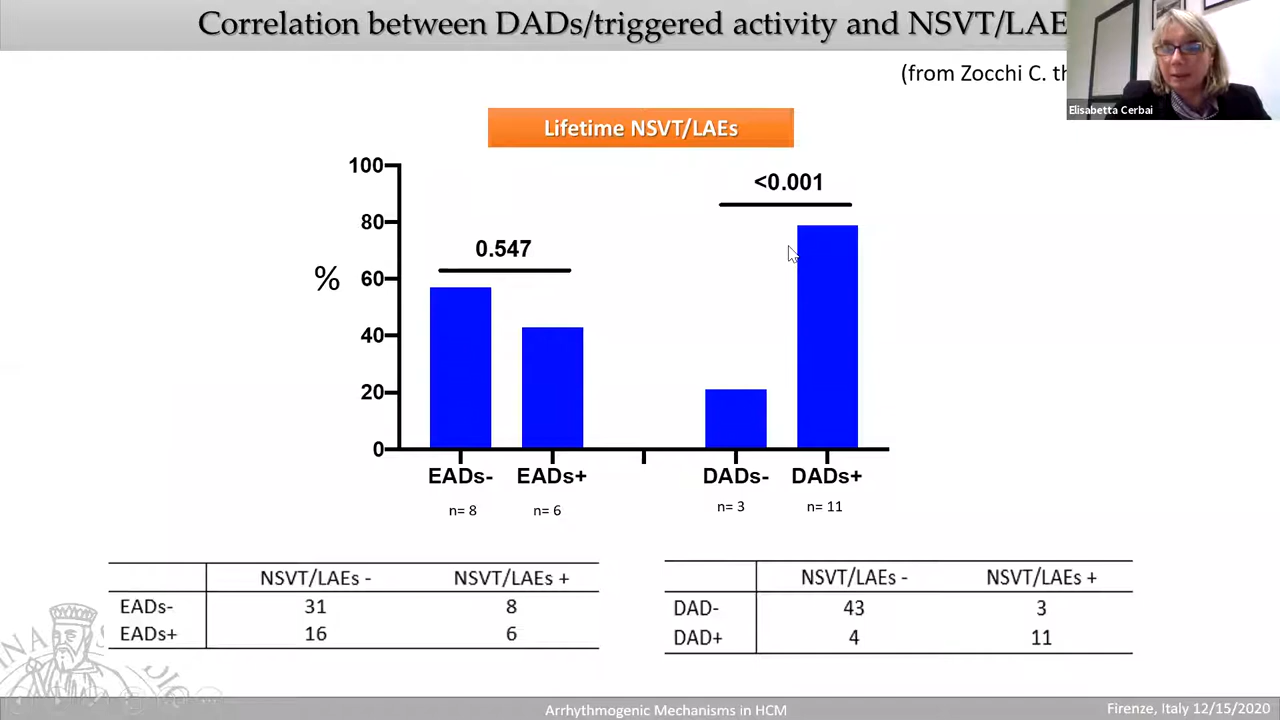 Correlation between DADs/triggered activity and NSVT/LAE
(from Zocchi C.
Elisabetta Cerbai
Lifetime NSVT/LAEs
100
80
60
40
20
0
%
0.547
<0.001
EADs- EADs+ DADs- DADs+
n= 8 n= 6 n= 3 n= 11
NSVT/LAEs - NSVT/LAEs +
EADs- 31 8
EADs+ 16 6
NSVT/LAEs - NSVT/LAEs +
DAD- 43 3
DAD+ 4 11
Arrhythmogenic Mechanisms in HCM
Firenze, Italy 12/15/2020